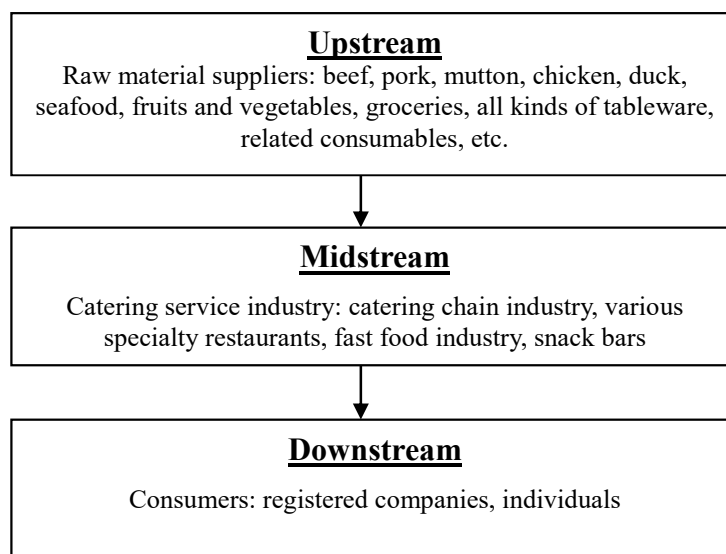 Upstream
Raw material suppliers: beef, pork, mutton, chicken, duck,
seafood, fruits and vegetables, groceries, all kinds of tableware,
related consumables, etc.
Midstream
Catering service industry: catering chain industry, various
specialty restaurants, fast food industry, snack bars
Downstream
Consumers: registered companies, individuals